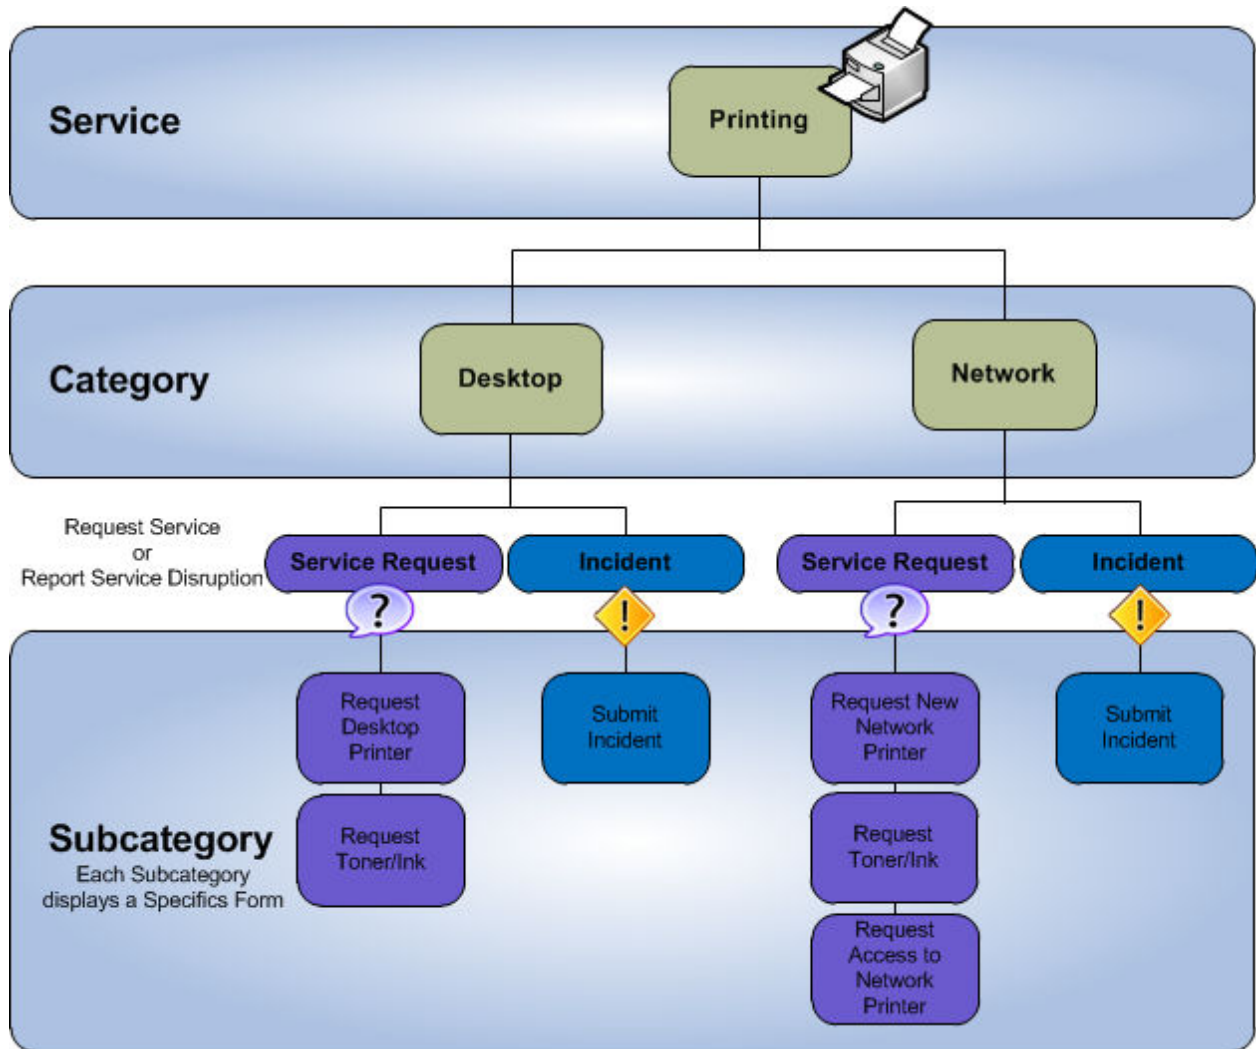 Service
Printing
Category
Desktop
Network
Request Service
or
Report Service Disruption
Service Request
Incident
Service Request
Incident
?
!
?
!
Request
Desktop
Printer
Submit
Incident
Request New
Network
Printer
Submit
Incident
Subcategory
Each Subcategory
displays a Specifics Form
Request
Toner/Ink
Request
Toner/Ink
Request
Access to
Network
Printer